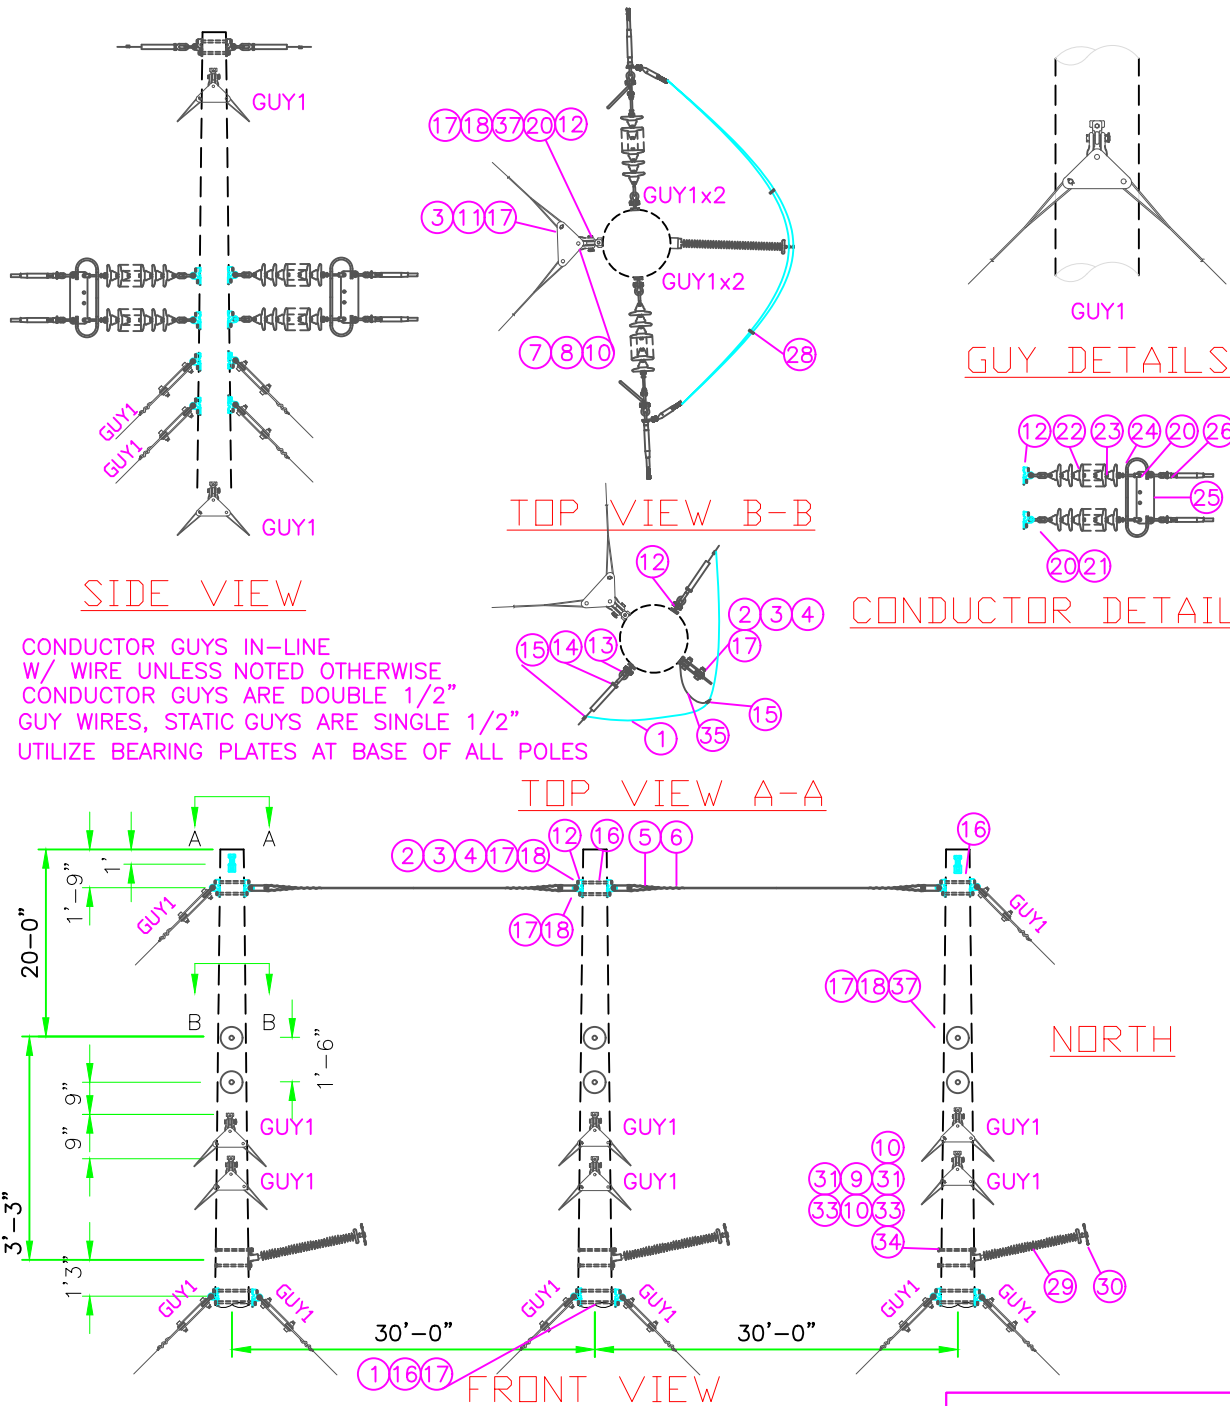 GUY1
GUY1
GUY1
GUY1
SIDE VIEW
17 18 37 20 12
GUY1x2
3 11 17
GUY1x2
7 8 10
28
TOP VIEW B-B
GUY1
GUY DETAILS
12 22 23 24 20 26
25
20 21
CONDUCTOR DETAIL
CONDUCTOR GUYS IN-LINE
W/ WIRE UNLESS NOTED OTHERWISE
CONDUCTOR GUYS ARE DOUBLE 1/2"
GUY WIRES, STATIC GUYS ARE SINGLE 1/2"
UTILIZE BEARING PLATES AT BASE OF ALL POLES
12
2 3 4
17
15 14 13
15
1
35
TOP VIEW A-A
A A
1'
1'-9"
20-0"
GUY1
2 3 4 17 18
12 16 5 6
17 18
16
GUY1
B B
1'-6"
9"
9"
3'-3"
1'3"
17 18 37
NORTH
GUY1
GUY1
GUY1
GUY1
GUY1
GUY1
10
31 9 31
33 10 33
34
29
30
GUY1
GUY1
GUY1
GUY1
GUY1
GUY1
30'-0"
30'-0"
1 16 17
FRONT VIEW